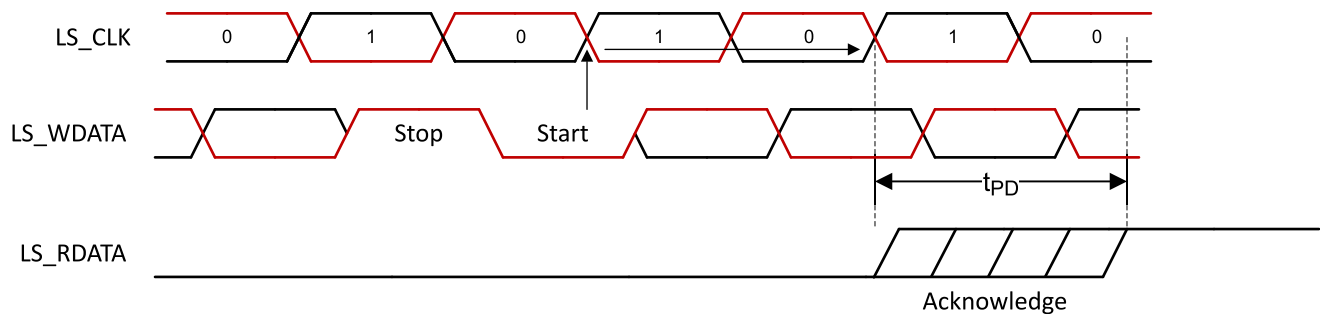 LS_CLK 0 1 0 1 0 1 0
LS_WDATA Stop Start
tPD
LS_RDATA
Acknowledge